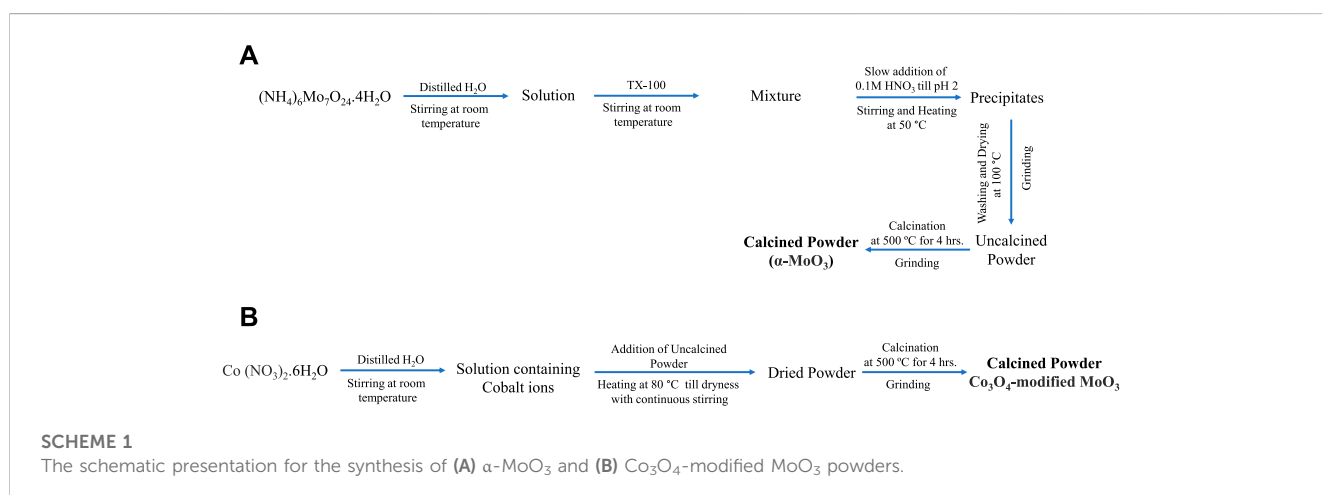 A
(NH₄)₆Mo₇O₂₄.4H₂O
Distilled H₂O
Stirring at room
temperature
Solution
TX-100
Stirring at room
temperature
Mixture
Slow addition of
0.1M HNO₃ till pH 2
Stirring and Heating
at 50 °C
Precipitates
Washing and Drying
at 100 °C
Grinding
Uncalcined
Powder
Calcination
at 500 °C for 4 hrs.
Grinding
Calcined Powder
(α-MoO₃)
B
Co (NO₃)₂.6H₂O
Distilled H₂O
Stirring at room
temperature
Solution containing
Cobalt ions
Addition of Uncalcined
Powder
Heating at 80 °C till dryness
with continuous stirring
Dried Powder
Calcination
at 500 °C for 4 hrs.
Grinding
Calcined Powder
Co₃O₄-modified MoO₃
SCHEME 1
The schematic presentation for the synthesis of (A) α-MoO₃ and (B) Co₃O₄-modified MoO₃ powders.